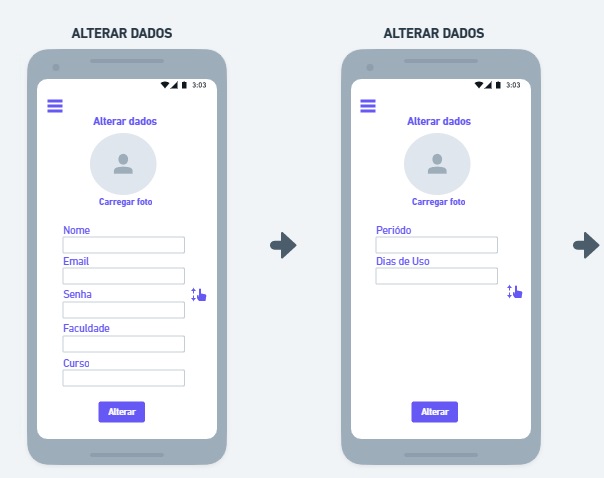 ALTERAR DADOS
3:03
Alterar dados
Carregar foto
Nome
Email
Senha
Faculdade
Curso
Alterar
ALTERAR DADOS
3:03
Alterar dados
Carregar foto
Periódo
Dias de Uso
Alterar